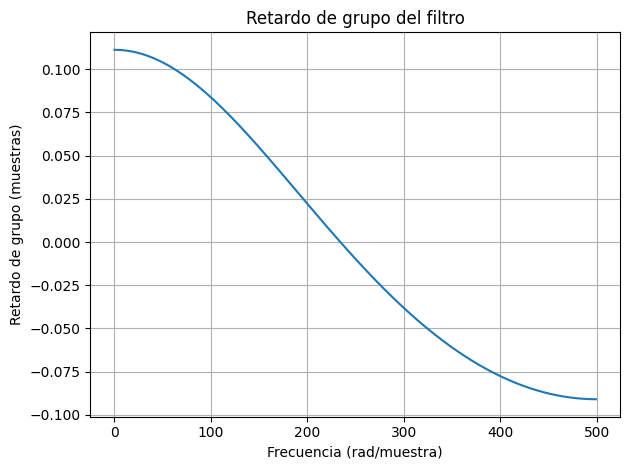 Retardo de grupo del filtro
Retardo de grupo (muestras)
0.100
0.075
0.050
0.025
0.000
−0.025
−0.050
−0.075
−0.100
0 100 200 300 400 500
Frecuencia (rad/muestra)